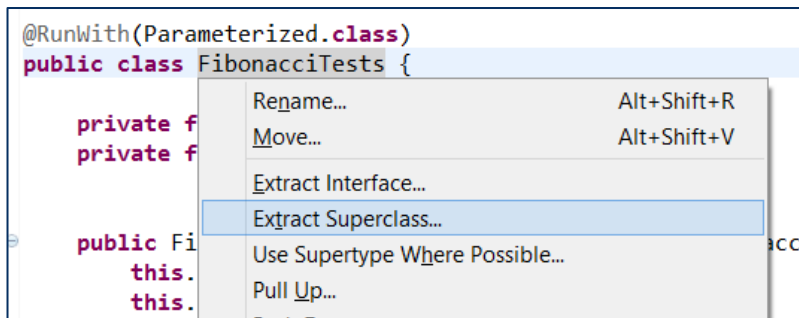 @RunWith(Parameterized.class)
public class FibonacciTests {
Rename... Alt+Shift+R
private f
Move... Alt+Shift+V
private f
Extract Interface...
Extract Superclass...
public Fi acc
Use Supertype Where Possible...
this.
Pull Up...
this.